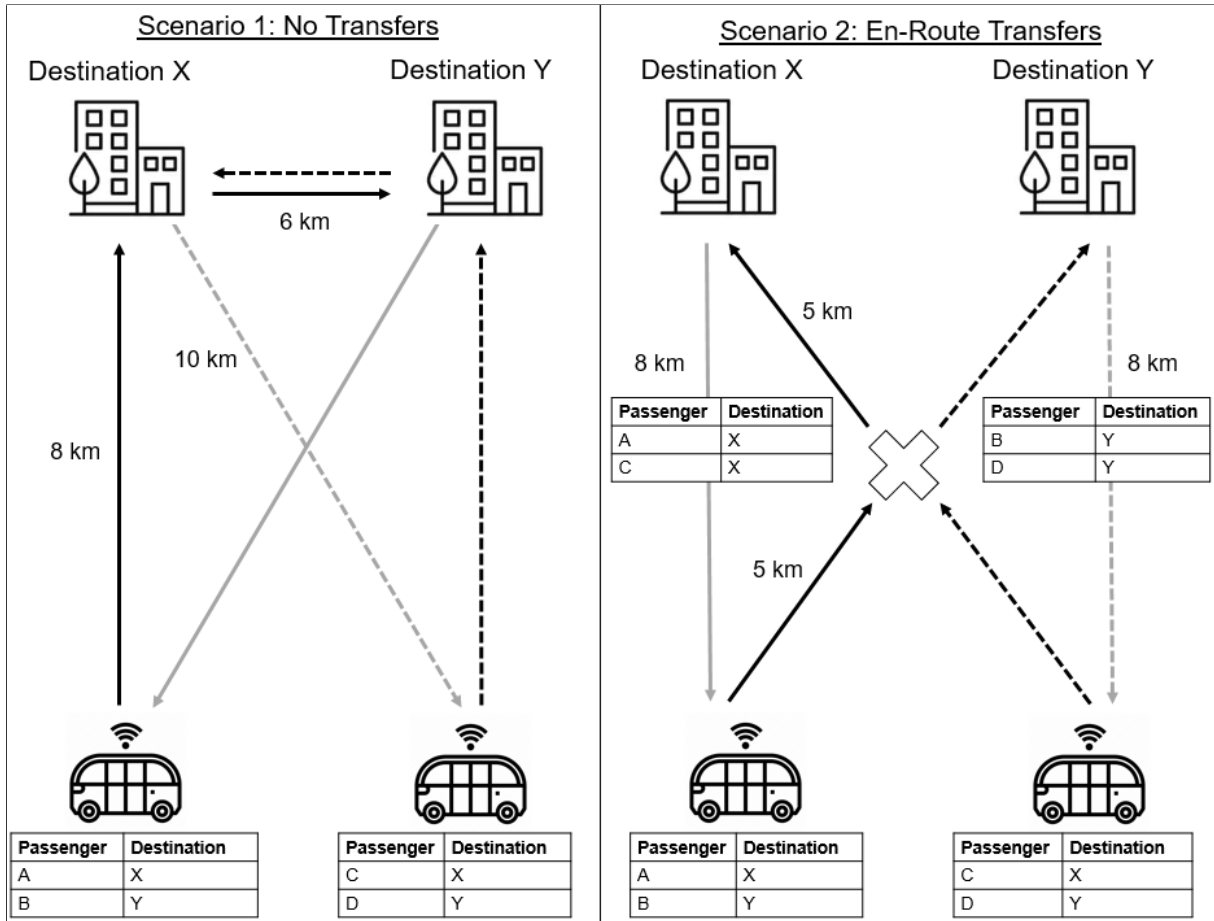 Scenario 1: No Transfers
Destination X
Destination Y
6 km
10 km
8 km
Passenger Destination
A X
B Y
Passenger Destination
C X
D Y
Scenario 2: En-Route Transfers
Destination X
Destination Y
5 km
8 km
8 km
Passenger Destination
A X
C X
Passenger Destination
B Y
D Y
5 km
Passenger Destination
A X
B Y
Passenger Destination
C X
D Y